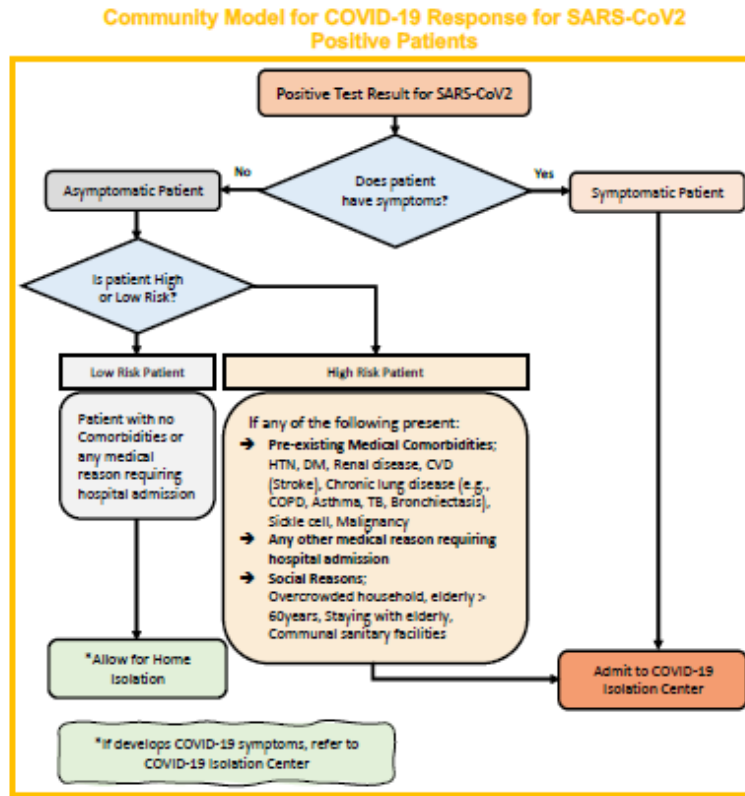 Community Model for COVID-19 Response for SARS-CoV2
Positive Patients
Positive Test Result for SARS-CoV2
Does patient
have symptoms?
No
Yes
Asymptomatic Patient
Symptomatic Patient
Is patient High
or Low Risk?
Low Risk Patient
High Risk Patient
Patient with no
Comorbidities or
any medical
reason requiring
hospital admission
If any of the following present:
➔ Pre-existing Medical Comorbidities;
HTN, DM, Renal disease, CVD
(Stroke), Chronic lung disease (e.g.,
COPD, Asthma, TB, Bronchiectasis),
Sickle cell, Malignancy
➔ Any other medical reason requiring
hospital admission
➔ Social Reasons;
Overcrowded household, elderly >
60years, Staying with elderly,
Communal sanitary facilities
*Allow for Home
Isolation
Admit to COVID-19
Isolation Center
*If develops COVID-19 symptoms, refer to
COVID-19 Isolation Center